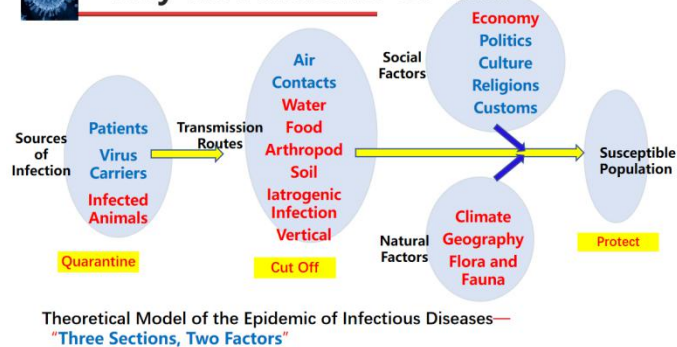 Sources
of
Infection
Patients
Virus
Carriers
Infected
Animals
Quarantine
Transmission
Routes
Air
Contacts
Water
Food
Arthropod
Soil
Iatrogenic
Infection
Vertical
Cut Off
Social
Factors
Economy
Politics
Culture
Religions
Customs
Natural
Factors
Climate
Geography
Flora and
Fauna
Susceptible
Population
Protect
Theoretical Model of the Epidemic of Infectious Diseases—
“Three Sections, Two Factors”